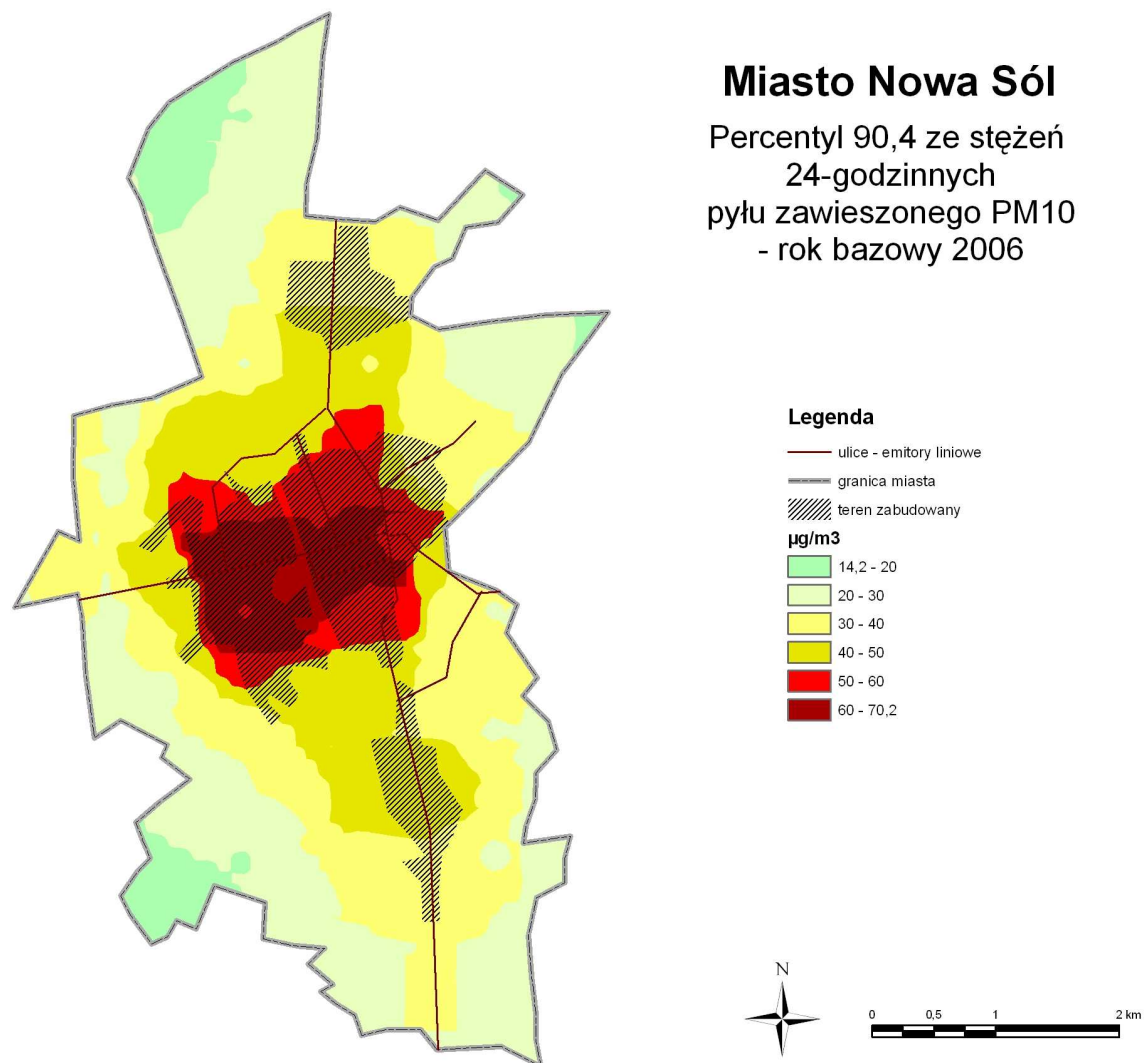 Miasto Nowa Sól
Percentyl 90,4 ze stężeń
24-godzinnych
pyłu zawieszonego PM10
- rok bazowy 2006
Legenda
ulice - emitory liniowe
granica miasta
teren zabudowany
µg/m3
14,2 - 20
20 - 30
30 - 40
40 - 50
50 - 60
60 - 70,2
N
0 0,5 1 2 km